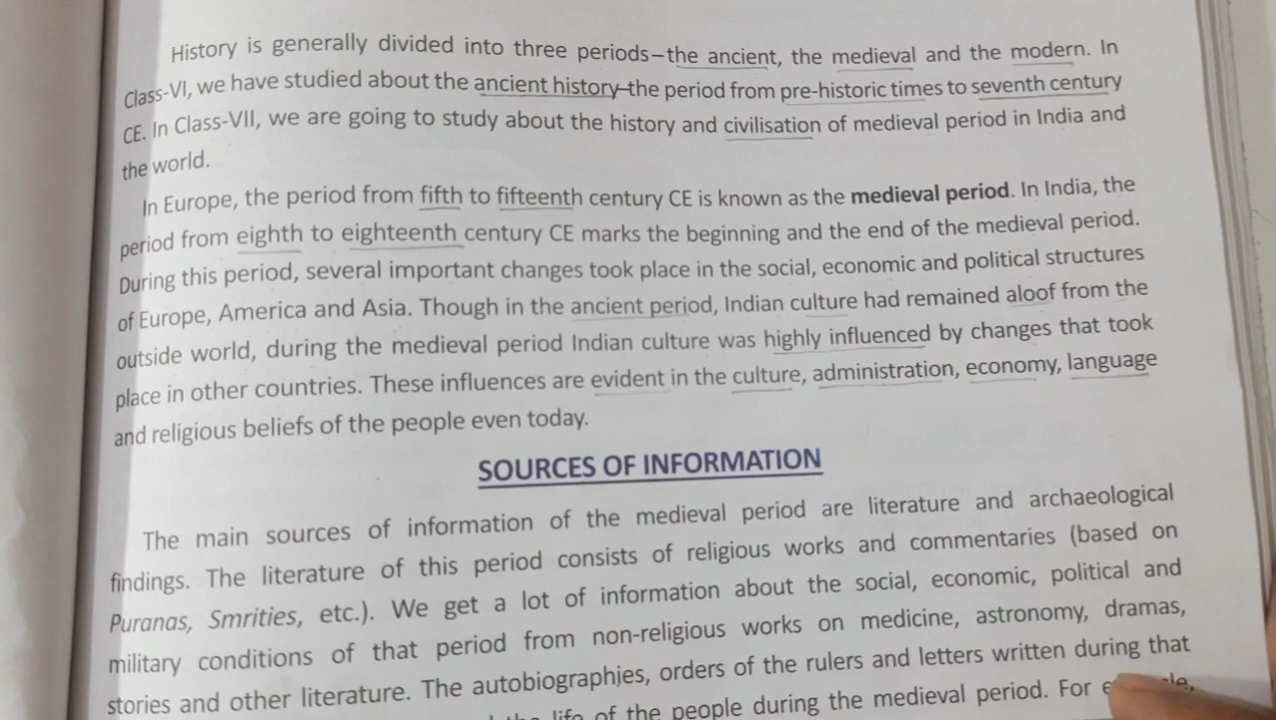 History is generally divided into three periods–the ancient, the medieval and the modern. In
Class-VI, we have studied about the ancient history–the period from pre-historic times to seventh century
CE. In Class-VII, we are going to study about the history and civilisation of medieval period in India and
the world.
In Europe, the period from fifth to fifteenth century CE is known as the medieval period. In India, the
period from eighth to eighteenth century CE marks the beginning and the end of the medieval period.
During this period, several important changes took place in the social, economic and political structures
of Europe, America and Asia. Though in the ancient period, Indian culture had remained aloof from the
outside world, during the medieval period Indian culture was highly influenced by changes that took
place in other countries. These influences are evident in the culture, administration, economy, language
and religious beliefs of the people even today.
SOURCES OF INFORMATION
The main sources of information of the medieval period are literature and archaeological
findings. The literature of this period consists of religious works and commentaries (based on
Puranas, Smrities, etc.). We get a lot of information about the social, economic, political and
military conditions of that period from non-religious works on medicine, astronomy, dramas,
stories and other literature. The autobiographies, orders of the rulers and letters written during that
the life of the people during the medieval period. For